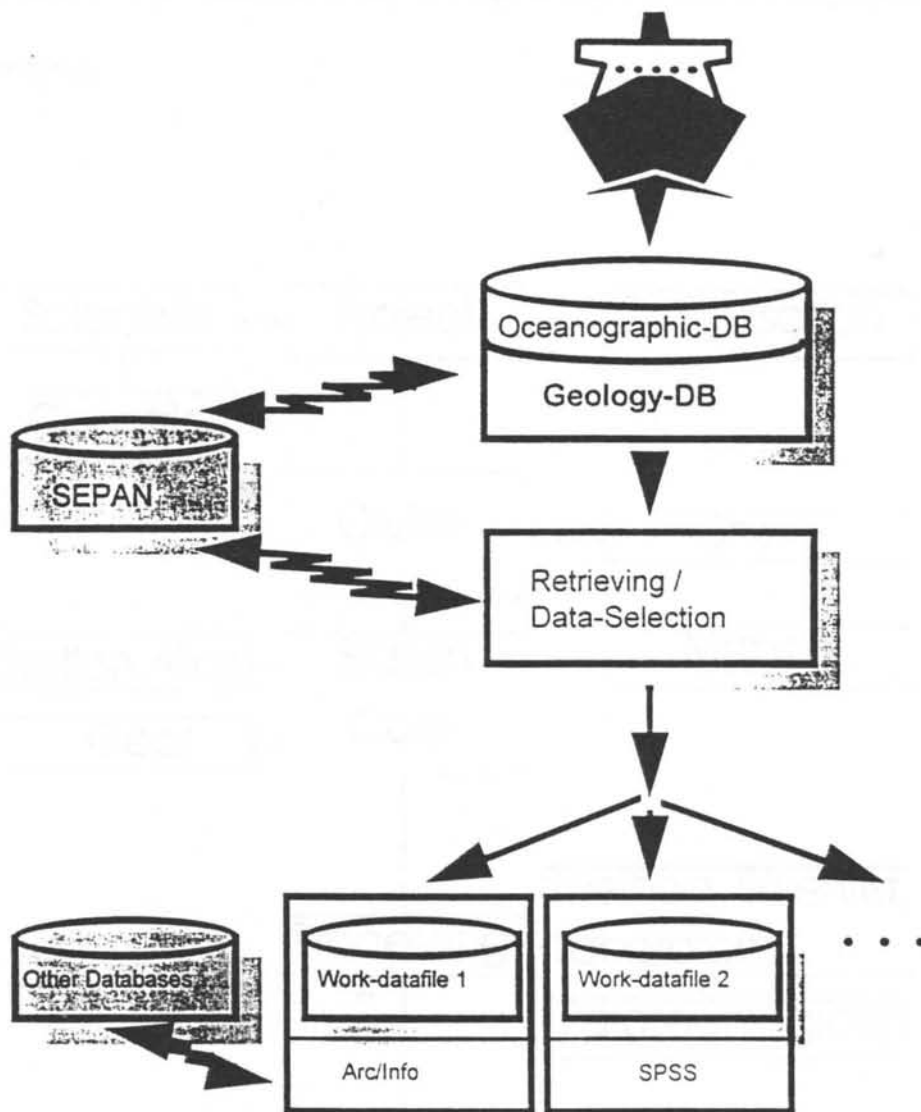 Oceanographic-DB
Geology-DB
SEPAN
Retrieving /
Data-Selection
Other Databases
Work-datafile 1
Work-datafile 2
. . .
Arc/Info
SPSS